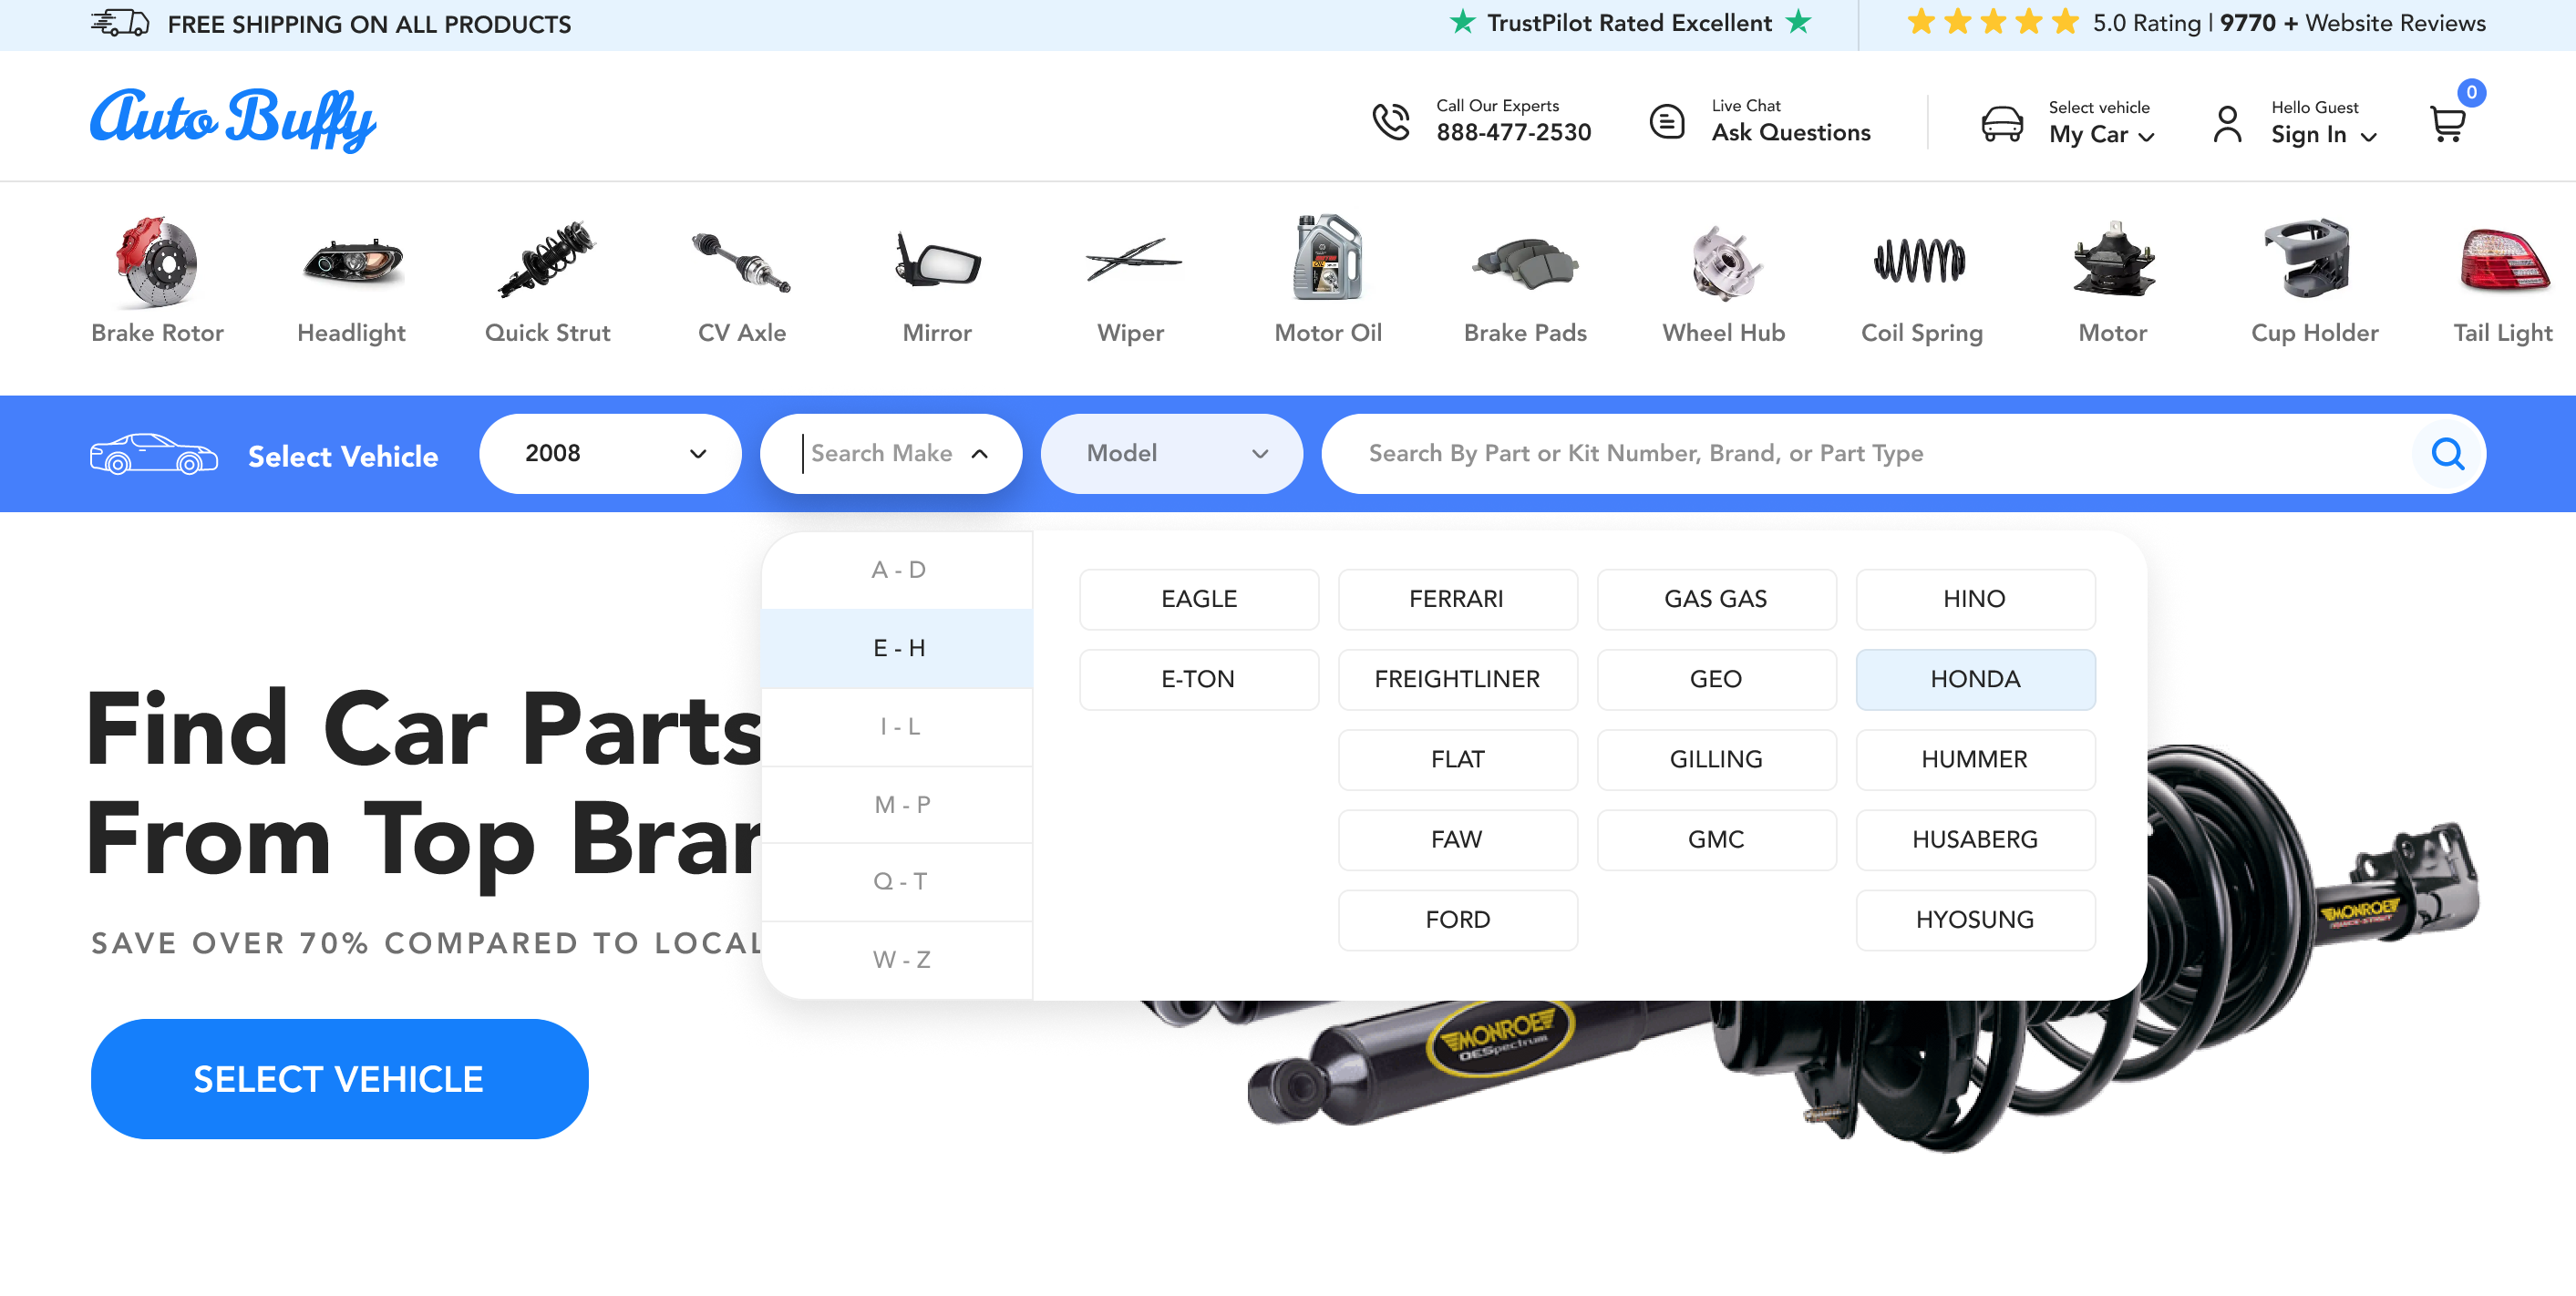 FREE SHIPPING ON ALL PRODUCTS
TrustPilot Rated Excellent
5.0 Rating | 9770 + Website Reviews
Auto Buffy
Call Our Experts
888-477-2530
Live Chat
Ask Questions
Select vehicle
My Car
Hello Guest
Sign In
0
Brake Rotor
Headlight
Quick Strut
CV Axle
Mirror
Wiper
Motor Oil
Brake Pads
Wheel Hub
Coil Spring
Motor
Cup Holder
Tail Light
Select Vehicle
2008
Search Make
Model
Search By Part or Kit Number, Brand, or Part Type
A - D
E - H
I - L
M - P
Q - T
W - Z
EAGLE
FERRARI
GAS GAS
HINO
E-TON
FREIGHTLINER
GEO
HONDA
FLAT
GILLING
HUMMER
FAW
GMC
HUSABERG
FORD
HYOSUNG
Find Car Parts
From Top Bran
SAVE OVER 70% COMPARED TO LOCAL
SELECT VEHICLE
MONROE
OESpectrum
MONROE